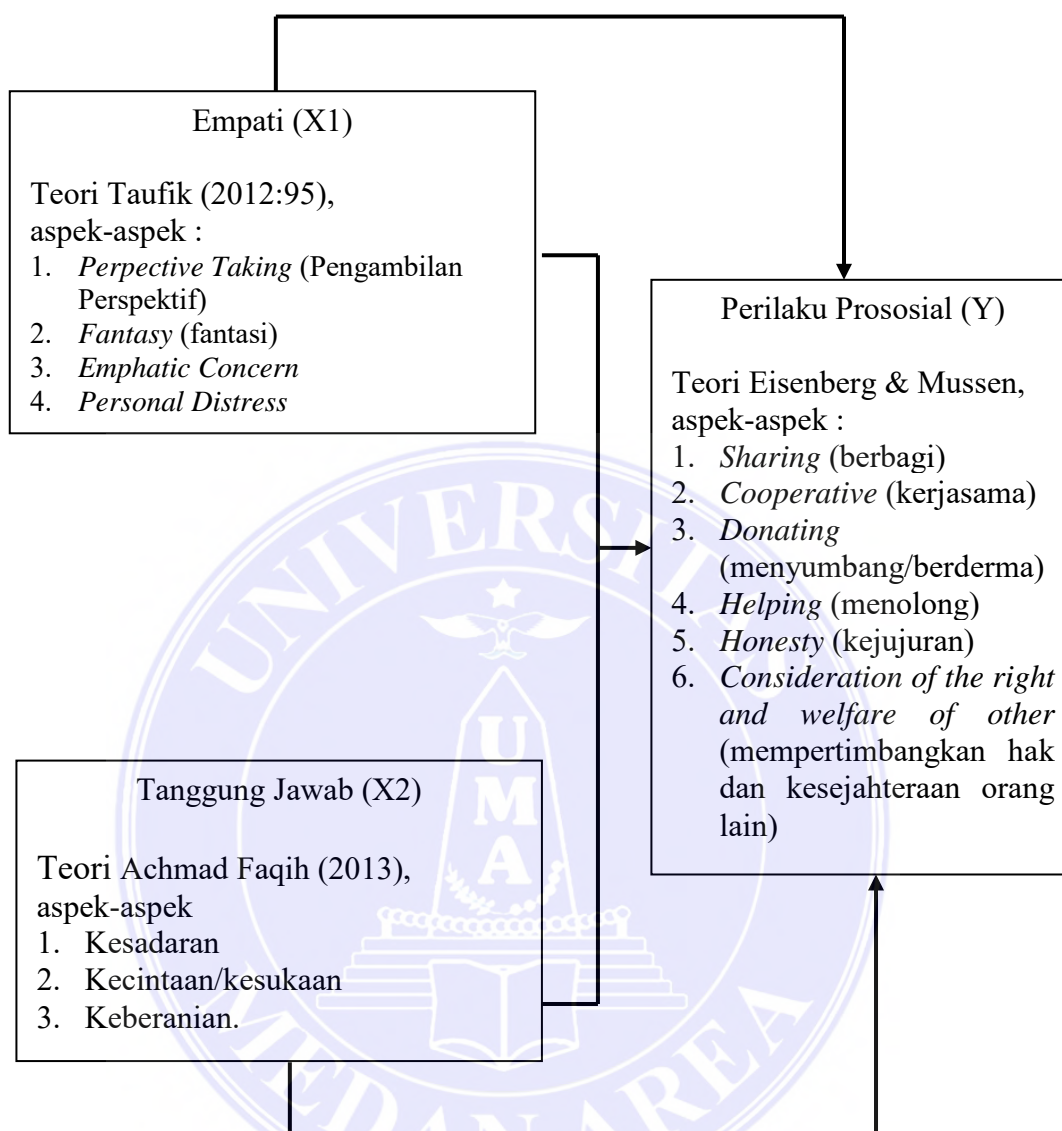 Empati (X1)
Teori Taufik (2012:95),
aspek-aspek :
1. Perpective Taking (Pengambilan
Perspektif)
2. Fantasy (fantasi)
3. Emphatic Concern
4. Personal Distress
Perilaku Prososial (Y)
Teori Eisenberg & Mussen,
aspek-aspek :
1. Sharing (berbagi)
2. Cooperative (kerjasama)
3. Donating
(menyumbang/berderma)
4. Helping (menolong)
5. Honesty (kejujuran)
6. Consideration of the right
and welfare of other
(mempertimbangkan hak
dan kesejahteraan orang
lain)
Tanggung Jawab (X2)
Teori Achmad Faqih (2013),
aspek-aspek
1. Kesadaran
2. Kecintaan/kesukaan
3. Keberanian.
UNIVERSITAS
MEDAN AREA
UMA